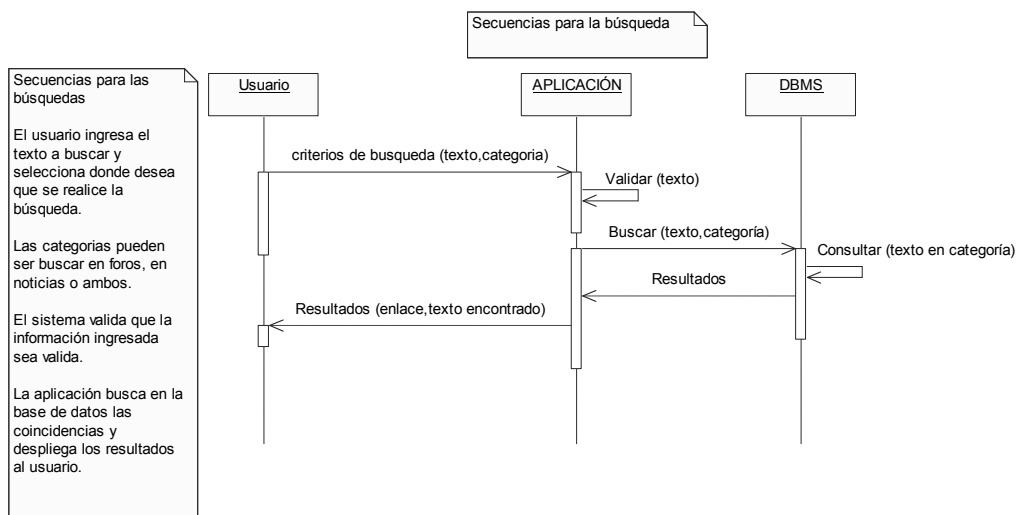 Secuencias para la búsqueda
Secuencias para las
búsquedas
El usuario ingresa el
texto a buscar y
selecciona donde desea
que se realice la
búsqueda.
Las categorias pueden
ser buscar en foros, en
noticias o ambos.
El sistema valida que la
información ingresada
sea valida.
La aplicación busca en la
base de datos las
coincidencias y
despliega los resultados
al usuario.
Usuario
APLICACIÓN
DBMS
criterios de busqueda (texto,categoria)
Validar (texto)
Buscar (texto,categoría)
Consultar (texto en categoría)
Resultados
Resultados (enlace,texto encontrado)